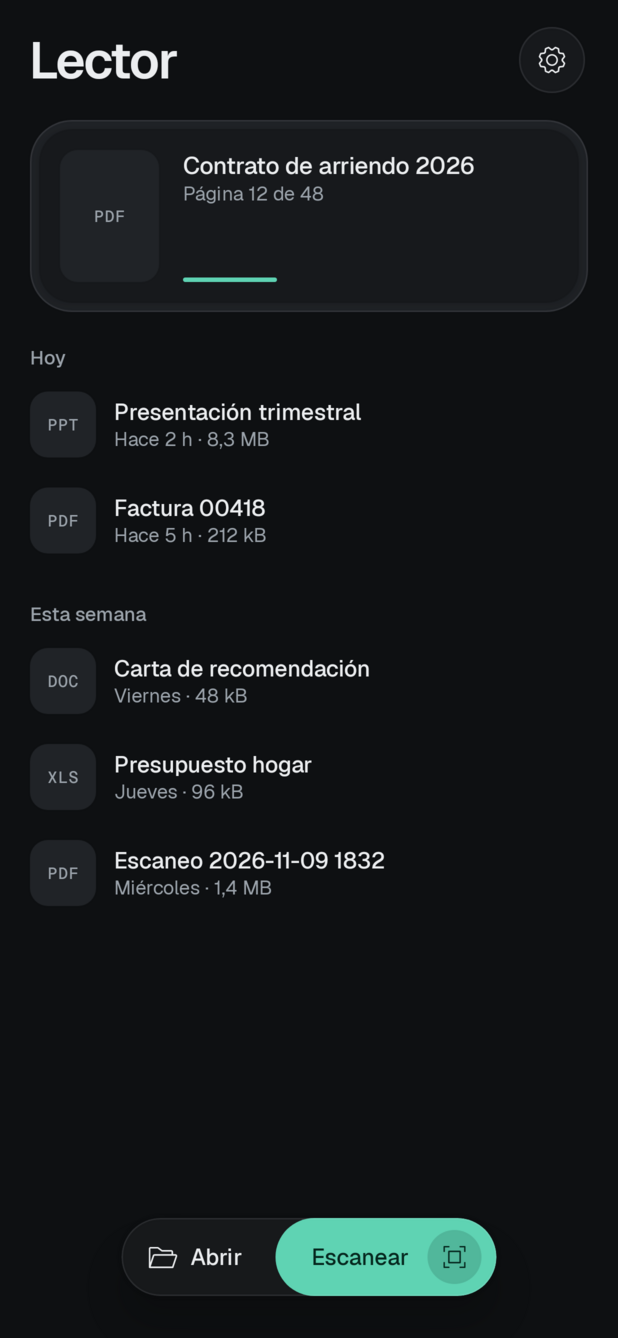 Lector
PDF
Contrato de arriendo 2026
Página 12 de 48
Hoy
PPT
Presentación trimestral
Hace 2 h · 8,3 MB
PDF
Factura 00418
Hace 5 h · 212 kB
Esta semana
DOC
Carta de recomendación
Viernes · 48 kB
XLS
Presupuesto hogar
Jueves · 96 kB
PDF
Escaneo 2026-11-09 1832
Miércoles · 1,4 MB
Abrir
Escanear